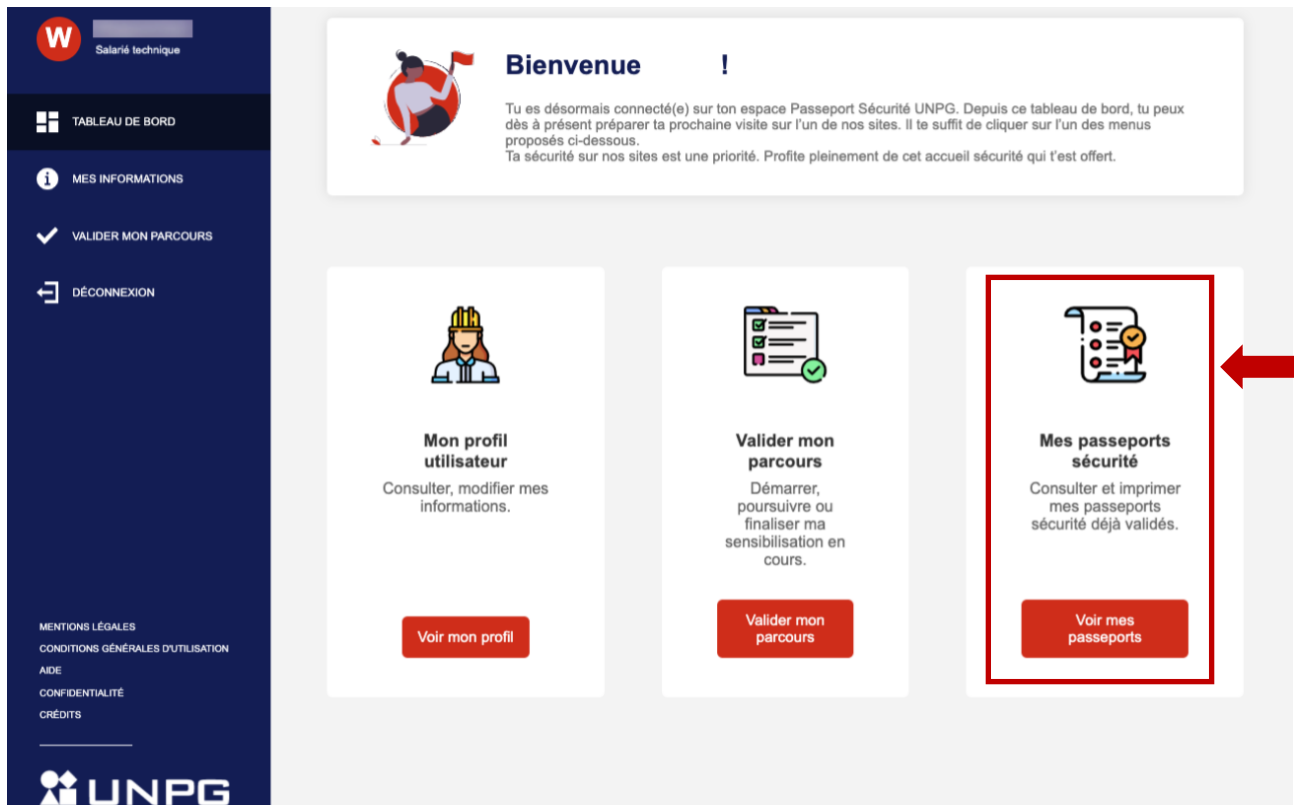 W
Salarié technique
TABLEAU DE BORD
MES INFORMATIONS
VALIDER MON PARCOURS
DÉCONNEXION
MENTIONS LÉGALES
CONDITIONS GÉNÉRALES D'UTILISATION
AIDE
CONFIDENTIALITÉ
CRÉDITS
UNPG
Bienvenue !
Tu es désormais connecté(e) sur ton espace Passeport Sécurité UNPG. Depuis ce tableau de bord, tu peux
dès à présent préparer ta prochaine visite sur l'un de nos sites. Il te suffit de cliquer sur l'un des menus
proposés ci-dessous.
Ta sécurité sur nos sites est une priorité. Profite pleinement de cet accueil sécurité qui t'est offert.
Mon profil
utilisateur
Consulter, modifier mes
informations.
Voir mon profil
Valider mon
parcours
Démarrer,
poursuivre ou
finaliser ma
sensibilisation en
cours.
Valider mon
parcours
Mes passeports
sécurité
Consulter et imprimer
mes passeports
sécurité déjà validés.
Voir mes
passeports